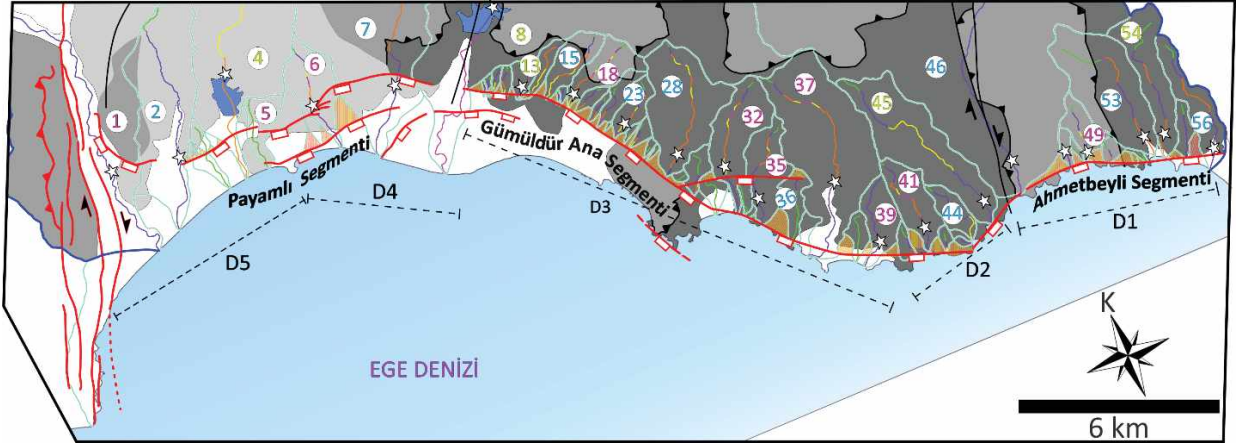 8
7
54
4
13
15
6
18
37
46
28
45
23
53
1
2
5
32
56
49
Gümüldür Ana Segmenti
35
Payamlı Segmenti
41
Ahmetbeyli Segmenti
D4
36
39
44
D3
D1
D5
D2
K
EGE DENİZİ
6 km